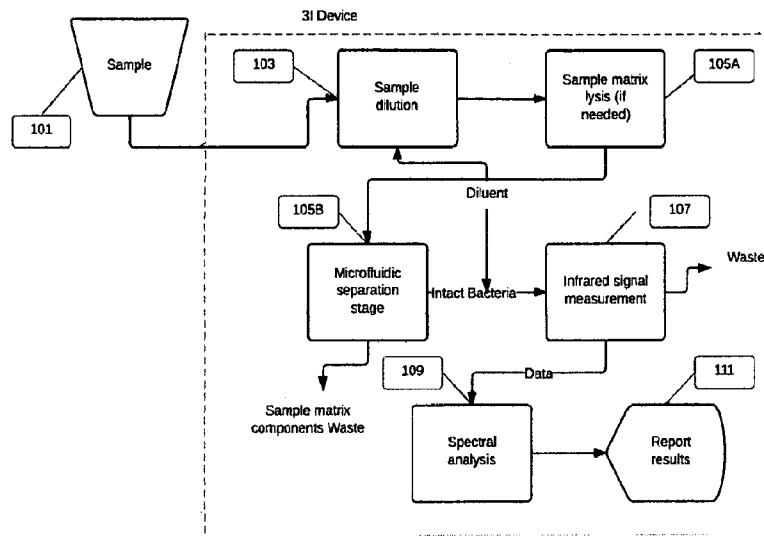 3I Device
Sample
101
103
Sample
dilution
Sample matrix
lysis (if
needed)
105A
Diluent
105B
Microfluidic
separation
stage
Intact Bacteria
107
Infrared signal
measurement
Waste
Sample matrix
components Waste
109
Data
Spectral
analysis
111
Report
results